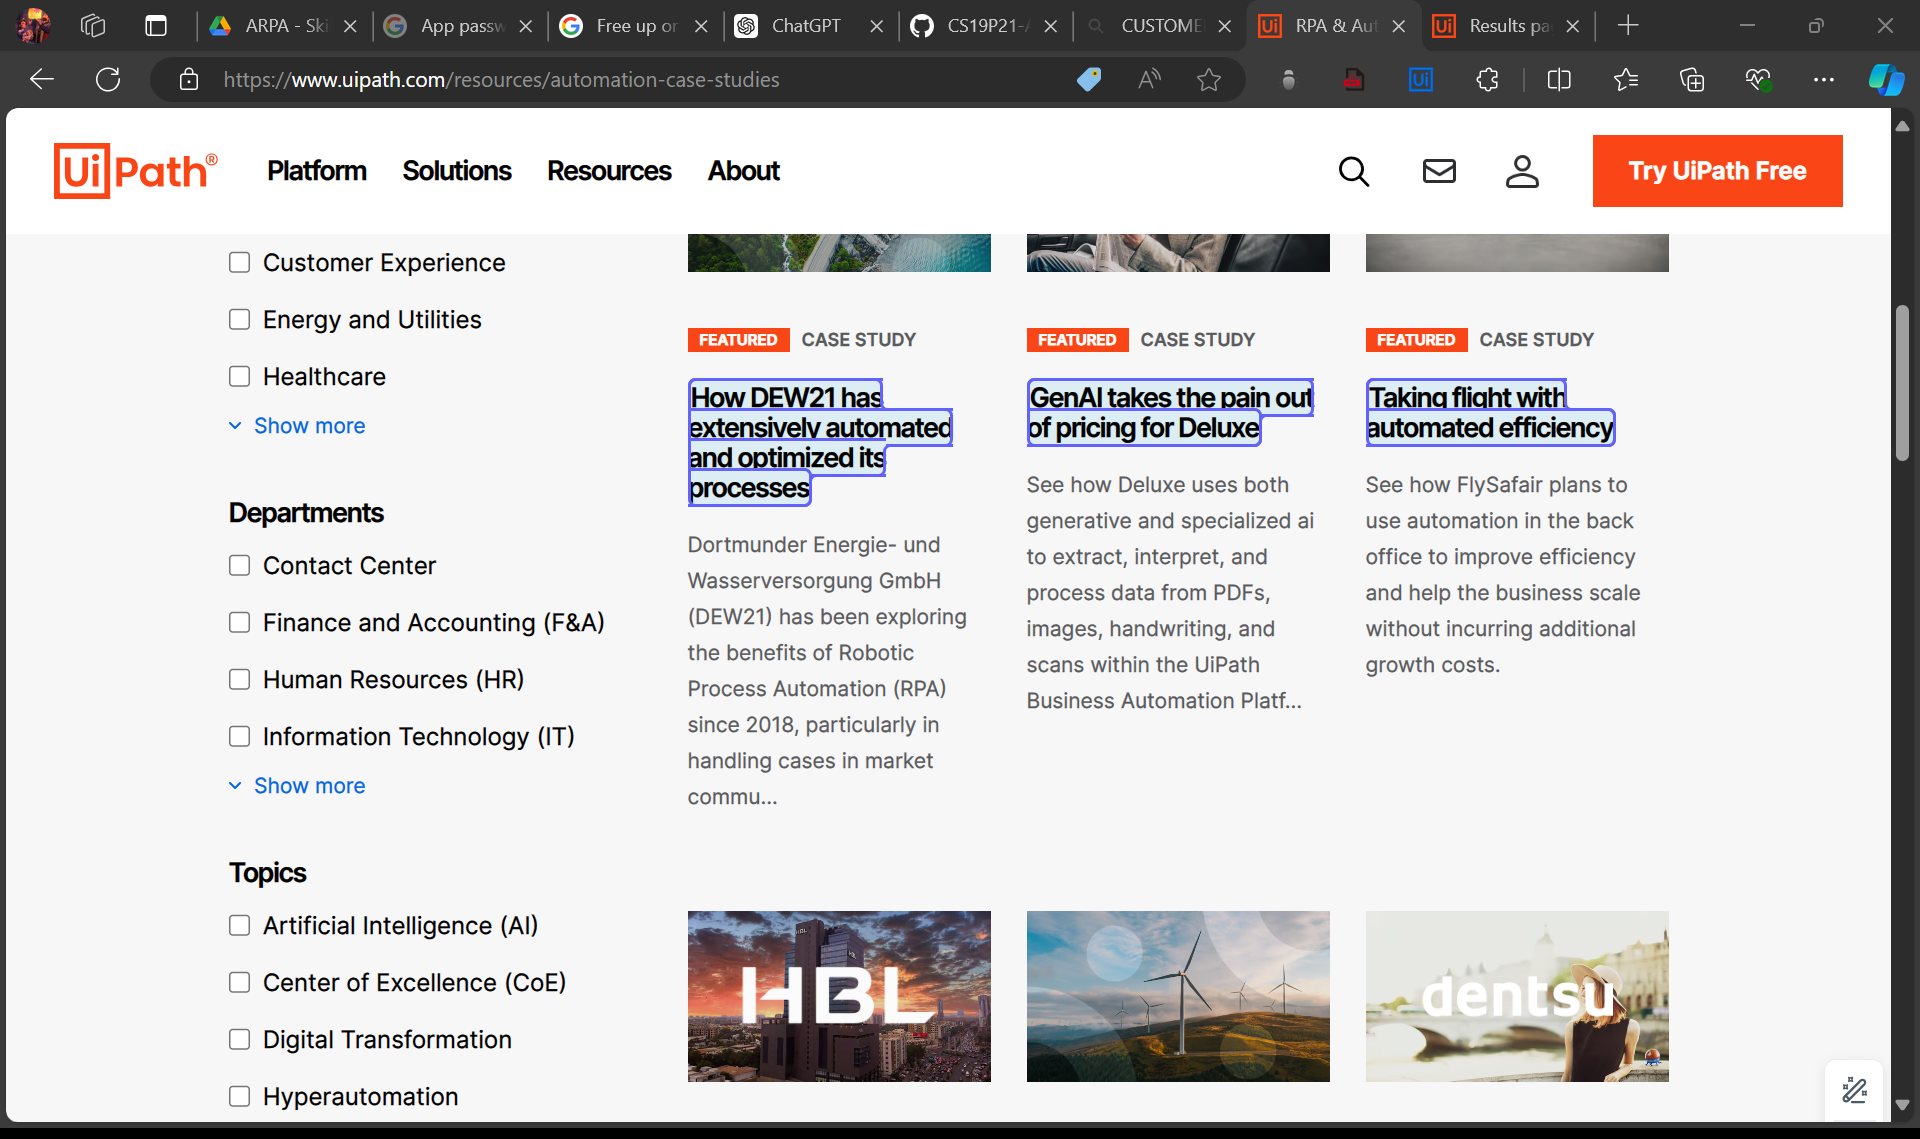 ARPA - Ski
App passw
Free up or
ChatGPT
CS19P21-
CUSTOME
RPA & Aut
Results pa
https://www.uipath.com/resources/automation-case-studies
UiPath®
Platform
Solutions
Resources
About
Try UiPath Free
Customer Experience
Energy and Utilities
Healthcare
Show more
Departments
Contact Center
Finance and Accounting (F&A)
Human Resources (HR)
Information Technology (IT)
Show more
Topics
Artificial Intelligence (AI)
Center of Excellence (CoE)
Digital Transformation
Hyperautomation
FEATURED CASE STUDY
How DEW21 has
extensively automated
and optimized its
processes
Dortmunder Energie- und
Wasserversorgung GmbH
(DEW21) has been exploring
the benefits of Robotic
Process Automation (RPA)
since 2018, particularly in
handling cases in market
commu...
FEATURED CASE STUDY
GenAI takes the pain out
of pricing for Deluxe
See how Deluxe uses both
generative and specialized ai
to extract, interpret, and
process data from PDFs,
images, handwriting, and
scans within the UiPath
Business Automation Platf...
FEATURED CASE STUDY
Taking flight with
automated efficiency
See how FlySafair plans to
use automation in the back
office to improve efficiency
and help the business scale
without incurring additional
growth costs.
HBL
HBL
dentsu